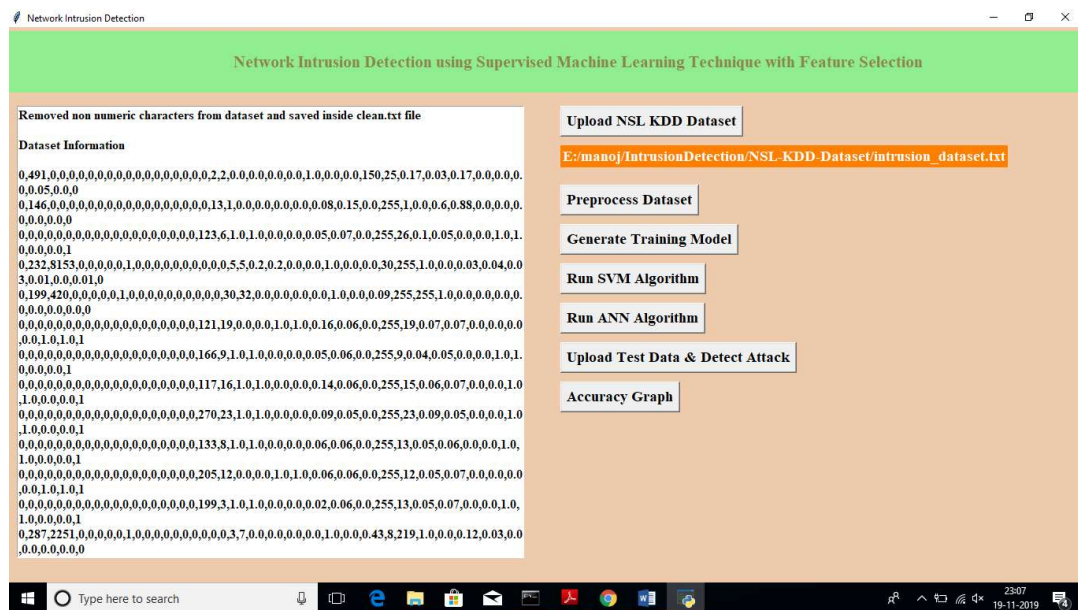 Network Intrusion Detection
Network Intrusion Detection using Supervised Machine Learning Technique with Feature Selection
Removed non numeric characters from dataset and saved inside clean.txt file
Dataset Information
0,491,0,0,0,0,0,0,0,0,0,0,0,0,0,0,0,0,0,2,2,0.0,0.0,0.0,0.0,1.0,0.0,0.0,150,25,0.17,0.03,0.17,0.0,0.0,0.
0,0.05,0.0,0
0,146,0,0,0,0,0,0,0,0,0,0,0,0,0,0,0,0,0,13,1,0.0,0.0,0.0,0.0,0.08,0.15,0.0,255,1,0.0,0.6,0.88,0.0,0.0,0.
0,0.0,0.0,0
0,0,0,0,0,0,0,0,0,0,0,0,0,0,0,0,0,0,0,123,6,1.0,1.0,0.0,0.0,0.05,0.07,0.0,255,26,0.1,0.05,0.0,0.0,1.0,1.
0,0.0,0.0,1
0,232,8153,0,0,0,0,0,1,0,0,0,0,0,0,0,0,0,0,5,5,0.2,0.2,0.0,0.0,1.0,0.0,0.0,30,255,1.0,0.0,0.03,0.04,0.0
3,0.01,0.0,0.01,0
0,199,420,0,0,0,0,0,1,0,0,0,0,0,0,0,0,0,0,30,32,0.0,0.0,0.0,0.0,1.0,0.0,0.09,255,255,1.0,0.0,0.0,0.0,0.
0,0.0,0.0,0.0,0
0,0,0,0,0,0,0,0,0,0,0,0,0,0,0,0,0,0,0,121,19,0.0,0.0,1.0,1.0,0.16,0.06,0.0,255,19,0.07,0.07,0.0,0.0,0.0
,0.0,1.0,1.0,1
0,0,0,0,0,0,0,0,0,0,0,0,0,0,0,0,0,0,0,166,9,1.0,1.0,0.0,0.0,0.05,0.06,0.0,255,9,0.04,0.05,0.0,0.0,1.0,1.
0,0.0,0.0,1
0,0,0,0,0,0,0,0,0,0,0,0,0,0,0,0,0,0,0,117,16,1.0,1.0,0.0,0.0,0.14,0.06,0.0,255,15,0.06,0.07,0.0,0.0,1.0
,1.0,0.0,0.0,1
0,0,0,0,0,0,0,0,0,0,0,0,0,0,0,0,0,0,0,270,23,1.0,1.0,0.0,0.0,0.09,0.05,0.0,255,23,0.09,0.05,0.0,0.0,1.0
,1.0,0.0,0.0,1
0,0,0,0,0,0,0,0,0,0,0,0,0,0,0,0,0,0,0,133,8,1.0,1.0,0.0,0.0,0.06,0.06,0.0,255,13,0.05,0.06,0.0,0.0,1.0,
1.0,0.0,0.0,1
0,0,0,0,0,0,0,0,0,0,0,0,0,0,0,0,0,0,0,205,12,0.0,0.0,1.0,1.0,0.06,0.06,0.0,255,12,0.05,0.07,0.0,0.0,0.0
,0.0,1.0,1.0,1
0,0,0,0,0,0,0,0,0,0,0,0,0,0,0,0,0,0,0,199,3,1.0,1.0,0.0,0.0,0.02,0.06,0.0,255,13,0.05,0.07,0.0,0.0,1.0,
1.0,0.0,0.0,1
0,287,2251,0,0,0,0,0,1,0,0,0,0,0,0,0,0,0,0,3,7,0.0,0.0,0.0,0.0,1.0,0.0,0.43,8,219,1.0,0.0,0.12,0.03,0.0
,0.0,0.0,0.0,0
Upload NSL KDD Dataset
E:/manoj/IntrusionDetection/NSL-KDD-Dataset/intrusion_dataset.txt
Preprocess Dataset
Generate Training Model
Run SVM Algorithm
Run ANN Algorithm
Upload Test Data & Detect Attack
Accuracy Graph
Type here to search
23:07
19-11-2019
4